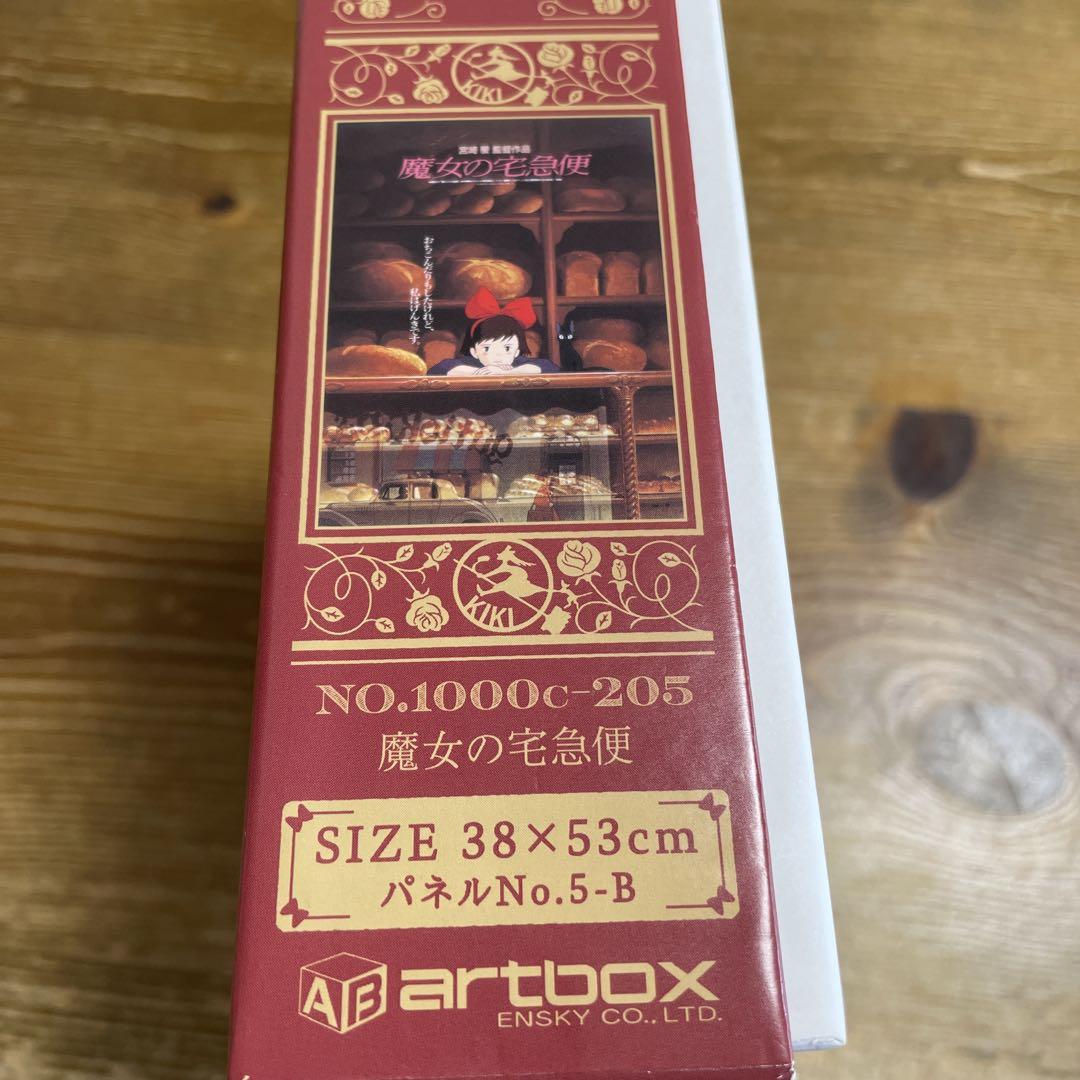 KIKI
宮崎 駿 監督作品
魔女の宅急便
おちこんだりもしたけれど、
私はげんきです。
KIKI
NO.1000c-205
魔女の宅急便
SIZE 38×53cm
パネルNo.5-B
AB artbox
ENSKY CO., LTD.